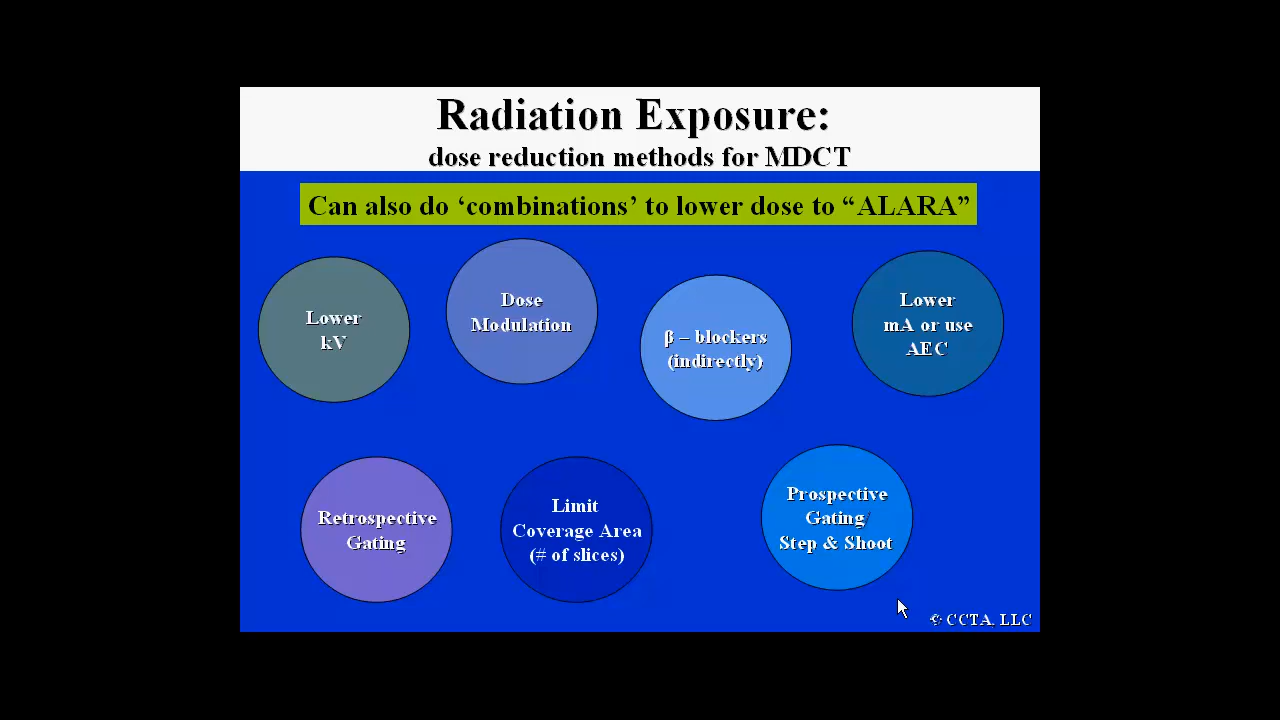 Radiation Exposure:
dose reduction methods for MDCT
Can also do ‘combinations’ to lower dose to “ALARA”
Lower
kV
Dose
Modulation
β – blockers
(indirectly)
Lower
mA or use
AEC
Retrospective
Gating
Limit
Coverage Area
(# of slices)
Prospective
Gating/
Step & Shoot
© CCTA, LLC